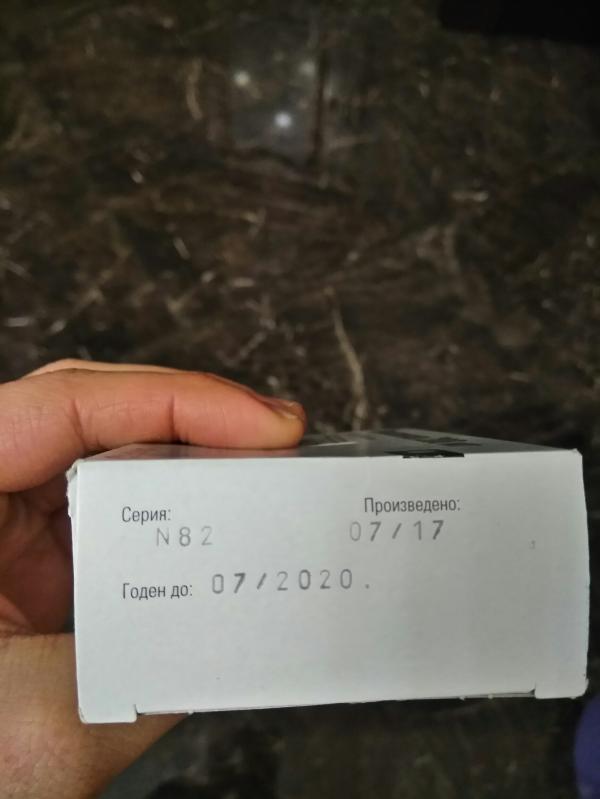 Серия:
Произведено:
N82
07/17
Годен до: 07/2020.